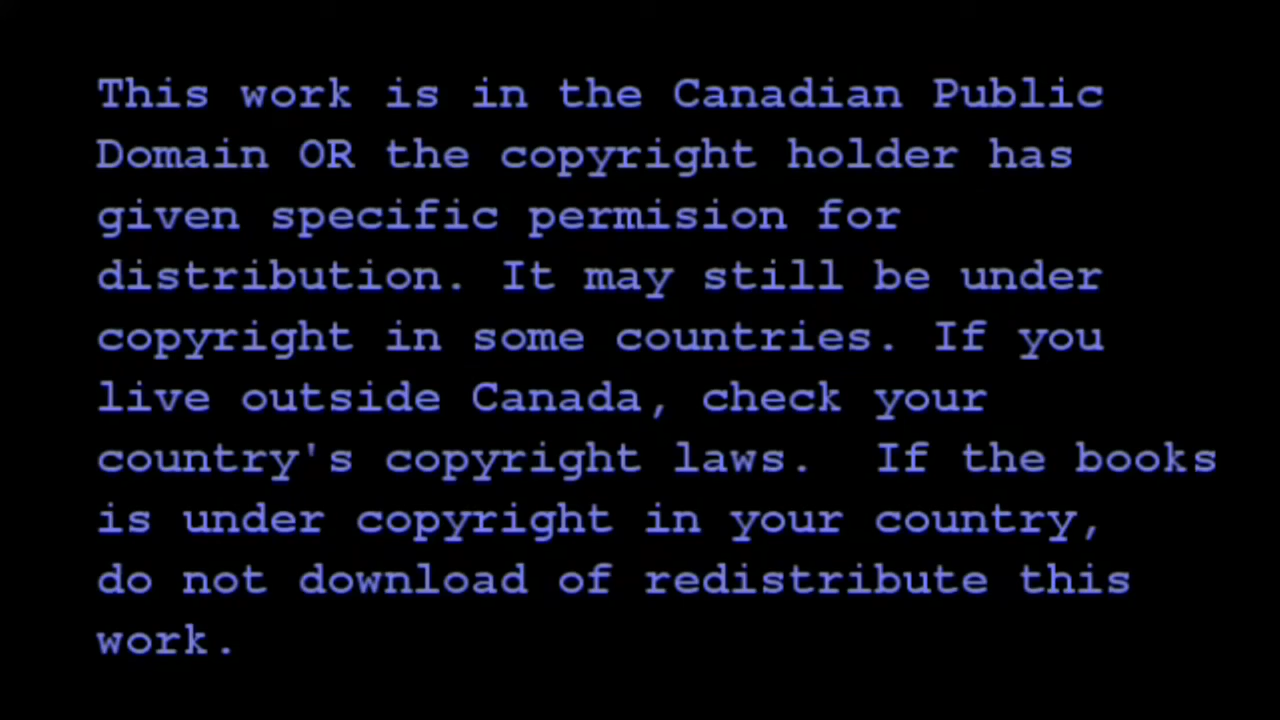 This work is in the Canadian Public
Domain OR the copyright holder has
given specific permision for
distribution. It may still be under
copyright in some countries. If you
live outside Canada, check your
country's copyright laws.  If the books
is under copyright in your country,
do not download of redistribute this
work.